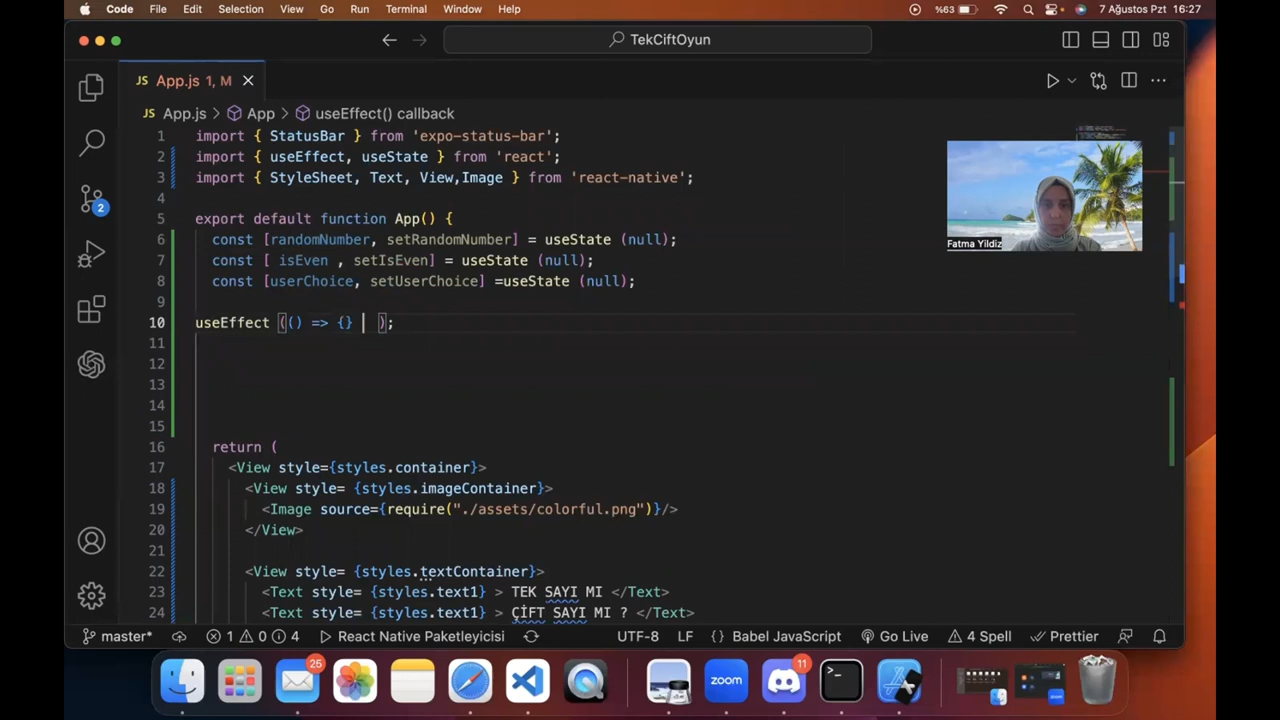 Code File Edit Selection View Go Run Terminal Window Help %63 7 Ağustos Pzt 16:27
TekCiftOyun
JS App.js 1, M
JS App.js > App > useEffect() callback
1 import { StatusBar } from 'expo-status-bar';
2 import { useEffect, useState } from 'react';
3 import { StyleSheet, Text, View,Image } from 'react-native';
4
5 export default function App() {
6 const [randomNumber, setRandomNumber] = useState (null);
7 const [ isEven , setIsEven] = useState (null);
8 const [userChoice, setUserChoice] =useState (null);
9
10 useEffect (() => {} );
11
12
13
14
15
16 return (
17 <View style={styles.container}>
18 <View style= {styles.imageContainer}>
19 <Image source={require("./assets/colorful.png")}/>
20 </View>
21
22 <View style= {styles.textContainer}>
23 <Text style= {styles.text1} > TEK SAYI MI </Text>
24 <Text style= {styles.text1} > ÇİFT SAYI MI ? </Text>
Fatma Yildiz
2
master* 1 0 4 React Native Paketleyicisi UTF-8 LF {} Babel JavaScript Go Live 4 Spell Prettier
25
zoom
11